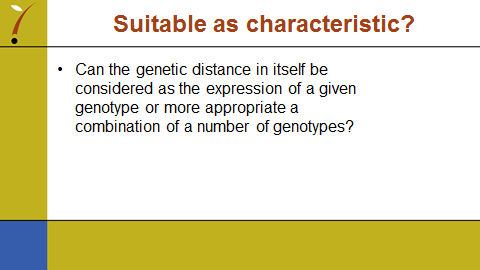 Suitable as characteristic?
• Can the genetic distance in itself be
considered as the expression of a given
genotype or more appropriate a
combination of a number of genotypes?